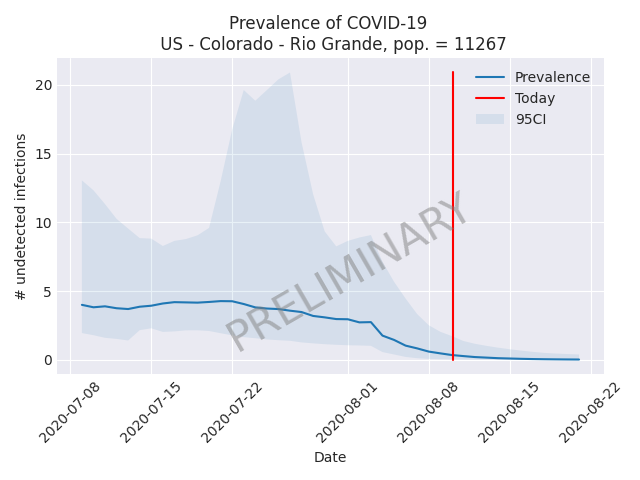 Prevalence of COVID-19
US - Colorado - Rio Grande, pop. = 11267
# undetected infections
20
15
10
5
0
Prevalence
Today
95CI
PRELIMINARY
2020-07-08
2020-07-15
2020-07-22
2020-08-01
2020-08-08
2020-08-15
2020-08-22
Date